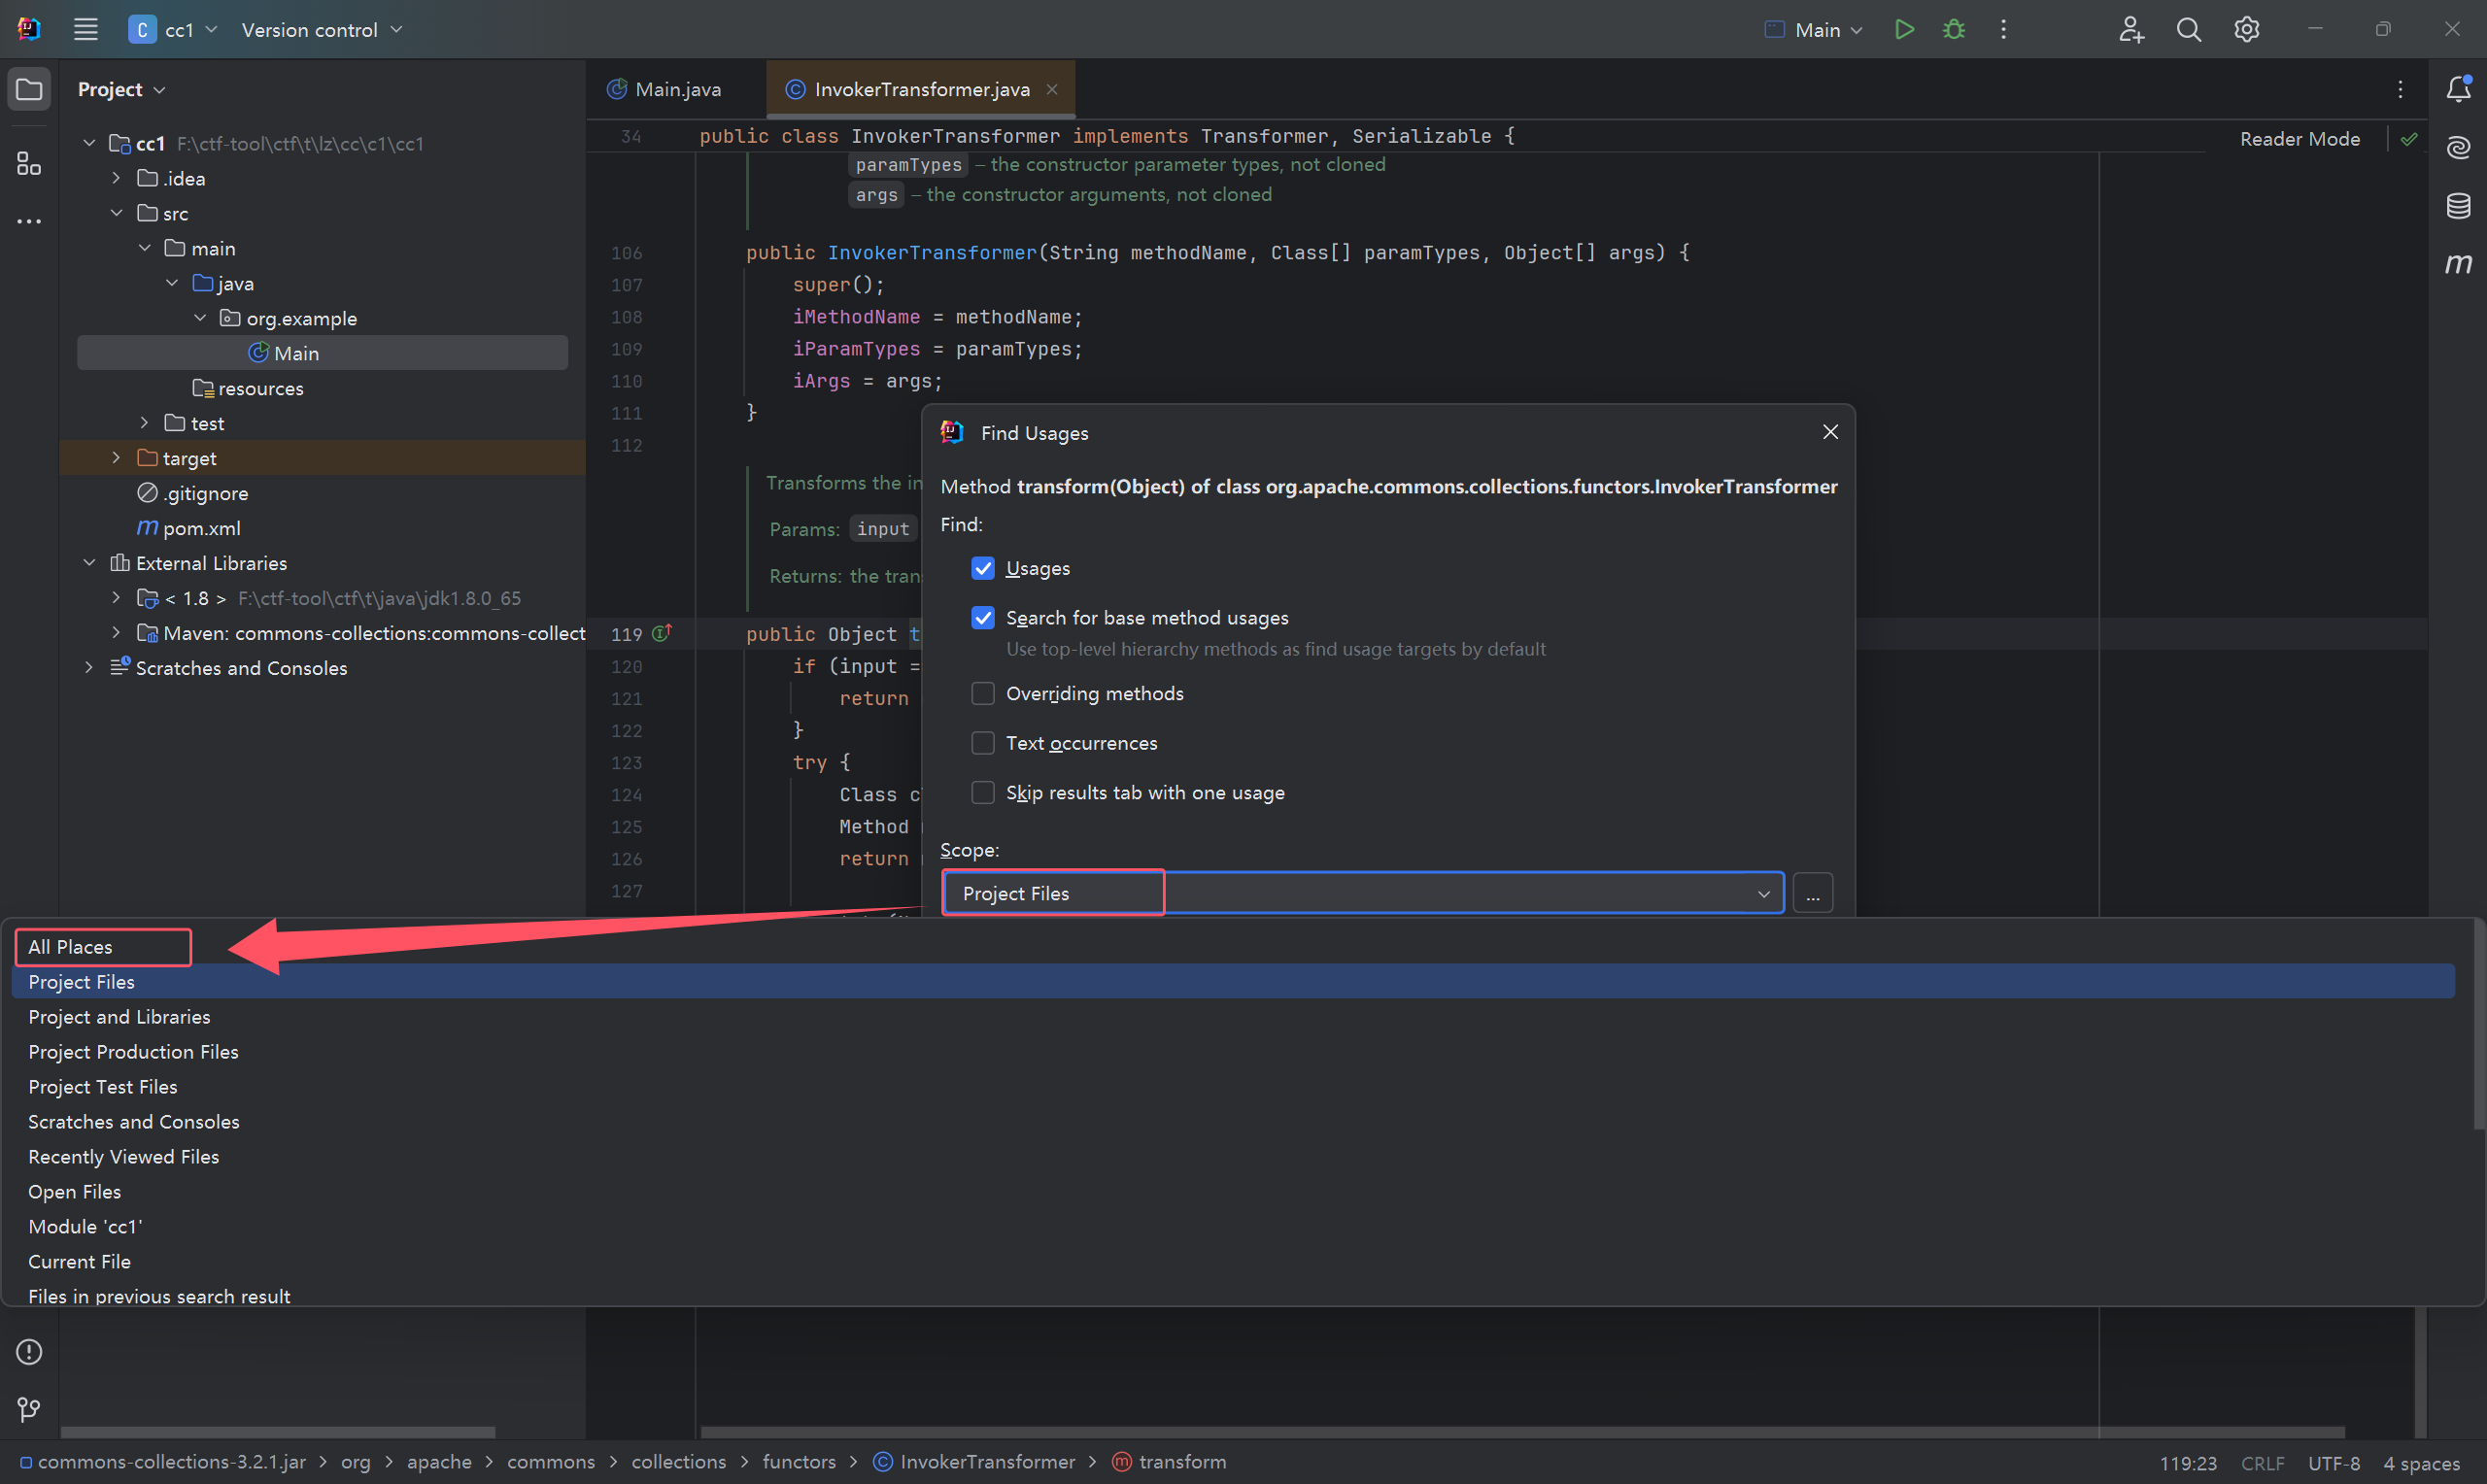 C cc1 Version control Main
Project
cc1 F:\ctf-tool\ctf\t\lz\cc\c1\cc1
.idea
src
main
java
org.example
Main
resources
test
target
.gitignore
m pom.xml
External Libraries
< 1.8 > F:\ctf-tool\ctf\t\java\jdk1.8.0_65
Maven: commons-collections:commons-collect
Scratches and Consoles
Main.java
InvokerTransformer.java
34 public class InvokerTransformer implements Transformer, Serializable {
Reader Mode
paramTypes – the constructor parameter types, not cloned
args – the constructor arguments, not cloned
106 public InvokerTransformer(String methodName, Class[] paramTypes, Object[] args) {
107 super();
108 iMethodName = methodName;
109 iParamTypes = paramTypes;
110 iArgs = args;
111 }
112
Transforms the in
Params: input
Returns: the tran
119 public Object t
120 if (input =
121 return
122 }
123 try {
124 Class c
125 Method
126 return
127
Find Usages
Method transform(Object) of class org.apache.commons.collections.functors.InvokerTransformer
Find:
Usages
Search for base method usages
Use top-level hierarchy methods as find usage targets by default
Overriding methods
Text occurrences
Skip results tab with one usage
Scope:
Project Files
...
All Places
Project Files
Project and Libraries
Project Production Files
Project Test Files
Scratches and Consoles
Recently Viewed Files
Open Files
Module 'cc1'
Current File
Files in previous search result
m
commons-collections-3.2.1.jar > org > apache > commons > collections > functors > InvokerTransformer > transform
119:23 CRLF UTF-8 4 spaces